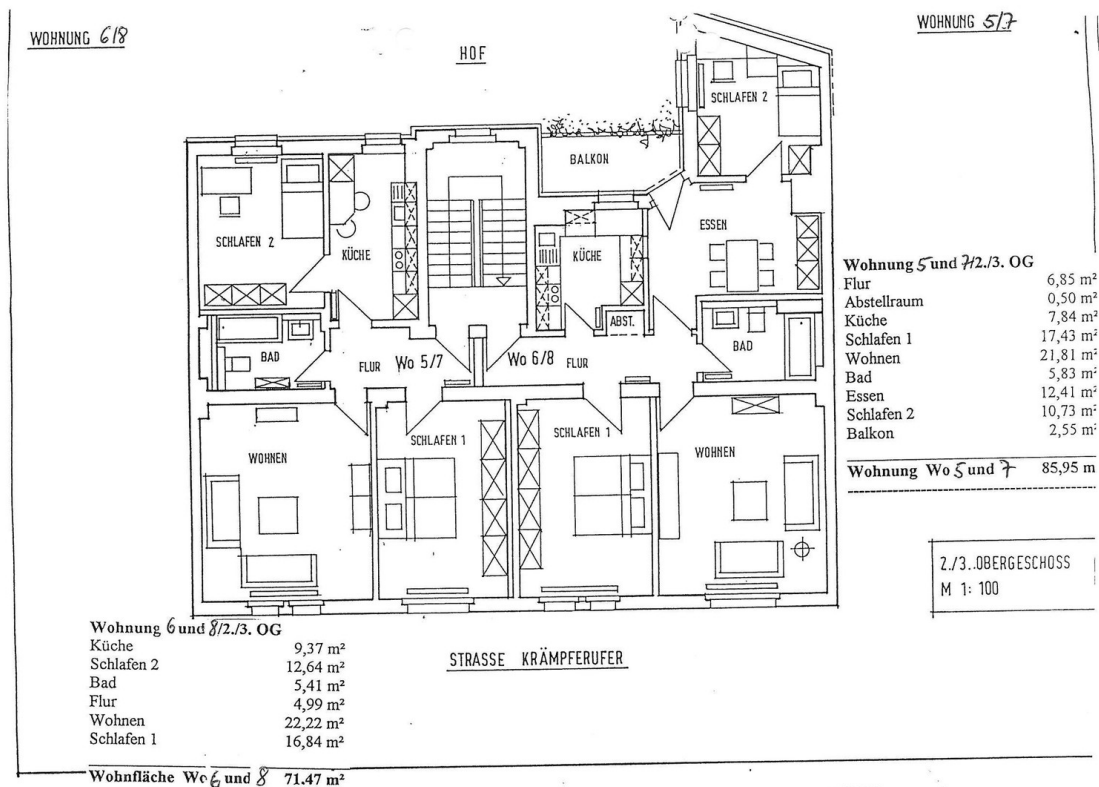 WOHNUNG 6/8
WOHNUNG 5/7
HOF
SCHLAFEN 2
BALKON
SCHLAFEN 2
KÜCHE
KÜCHE
ESSEN
ABST.
BAD
FLUR
Wo 5/7
Wo 6/8
FLUR
BAD
WOHNEN
SCHLAFEN 1
SCHLAFEN 1
WOHNEN
Wohnung 5 und 7/2./3. OG
Flur 6,85 m²
Abstellraum 0,50 m²
Küche 7,84 m²
Schlafen 1 17,43 m²
Wohnen 21,81 m²
Bad 5,83 m²
Essen 12,41 m²
Schlafen 2 10,73 m²
Balkon 2,55 m²
Wohnung Wo 5 und 7 85,95 m
2./3..OBERGESCHOSS
M 1: 100
Wohnung 6 und 8/2./3. OG
Küche 9,37 m²
Schlafen 2 12,64 m²
Bad 5,41 m²
Flur 4,99 m²
Wohnen 22,22 m²
Schlafen 1 16,84 m²
Wohnfläche Wo 6 und 8 71,47 m²
STRASSE KRÄMPFERUFER